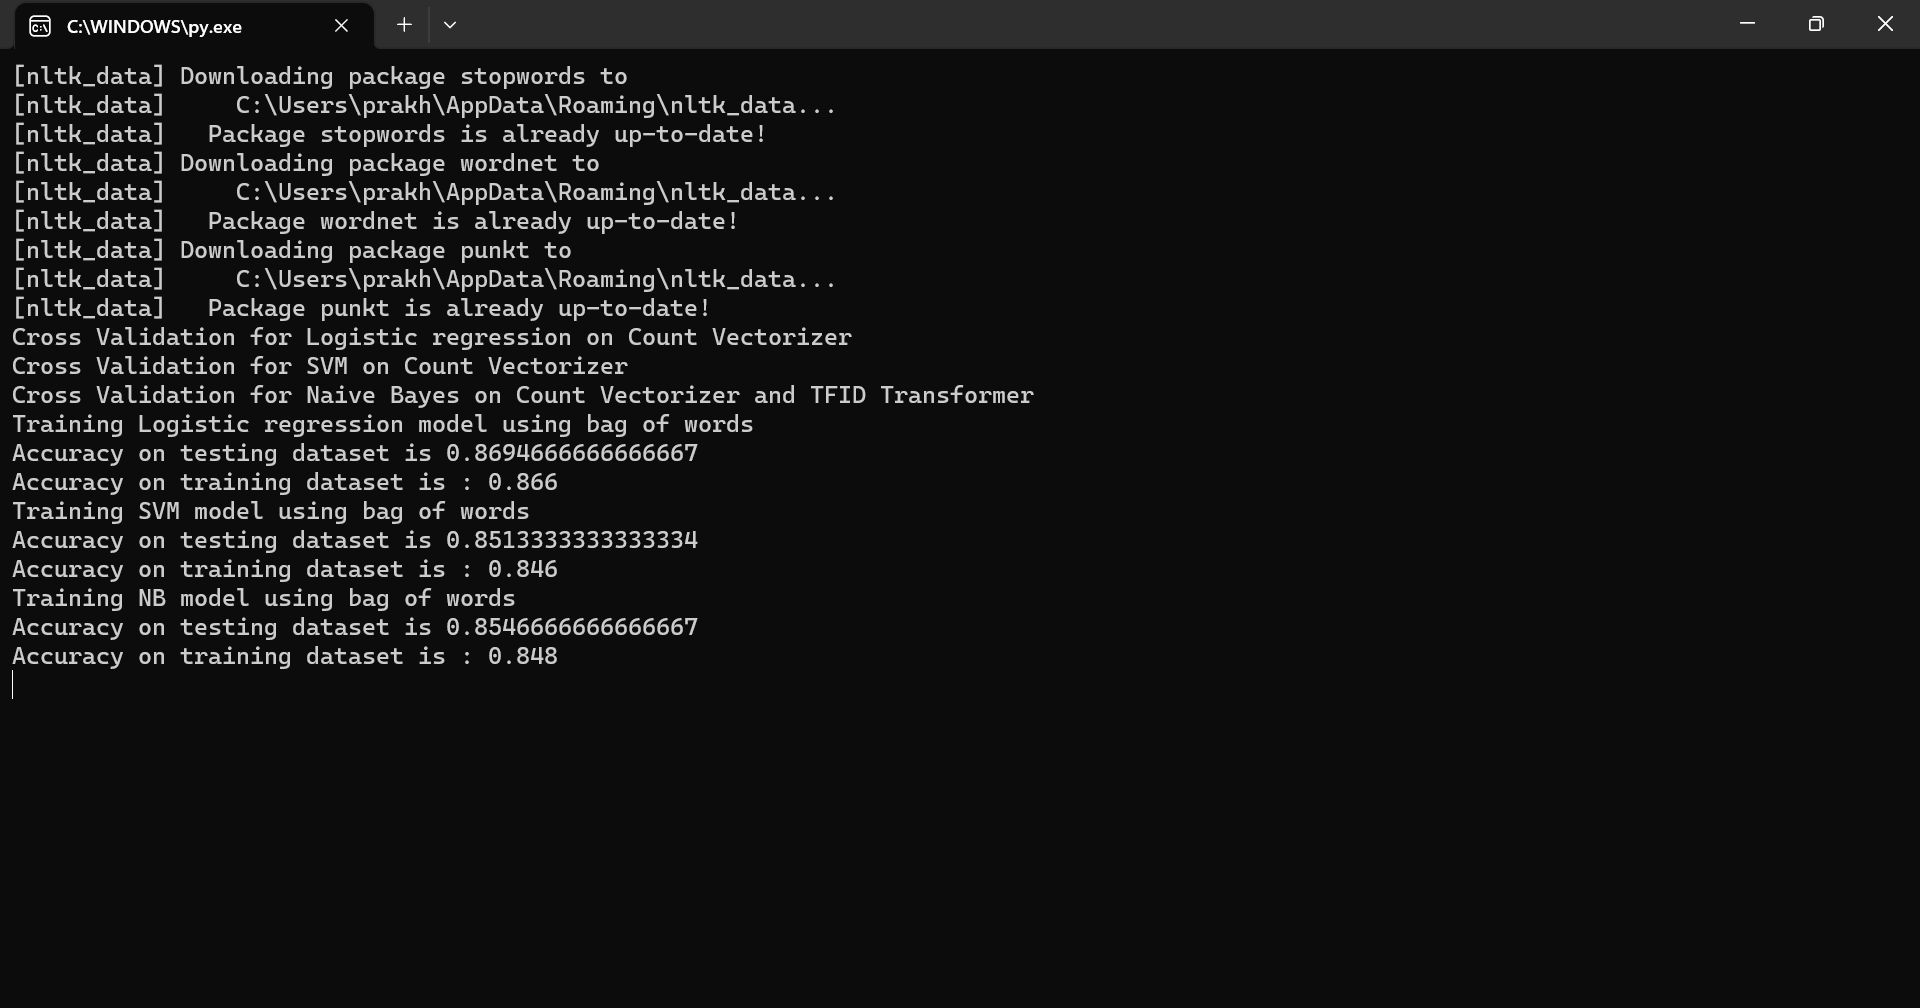 C:\WINDOWS\py.exe
[nltk_data] Downloading package stopwords to
[nltk_data]     C:\Users\prakh\AppData\Roaming\nltk_data...
[nltk_data]   Package stopwords is already up-to-date!
[nltk_data] Downloading package wordnet to
[nltk_data]     C:\Users\prakh\AppData\Roaming\nltk_data...
[nltk_data]   Package wordnet is already up-to-date!
[nltk_data] Downloading package punkt to
[nltk_data]     C:\Users\prakh\AppData\Roaming\nltk_data...
[nltk_data]   Package punkt is already up-to-date!
Cross Validation for Logistic regression on Count Vectorizer
Cross Validation for SVM on Count Vectorizer
Cross Validation for Naive Bayes on Count Vectorizer and TFID Transformer
Training Logistic regression model using bag of words
Accuracy on testing dataset is 0.8694666666666667
Accuracy on training dataset is : 0.866
Training SVM model using bag of words
Accuracy on testing dataset is 0.8513333333333334
Accuracy on training dataset is : 0.846
Training NB model using bag of words
Accuracy on testing dataset is 0.8546666666666667
Accuracy on training dataset is : 0.848